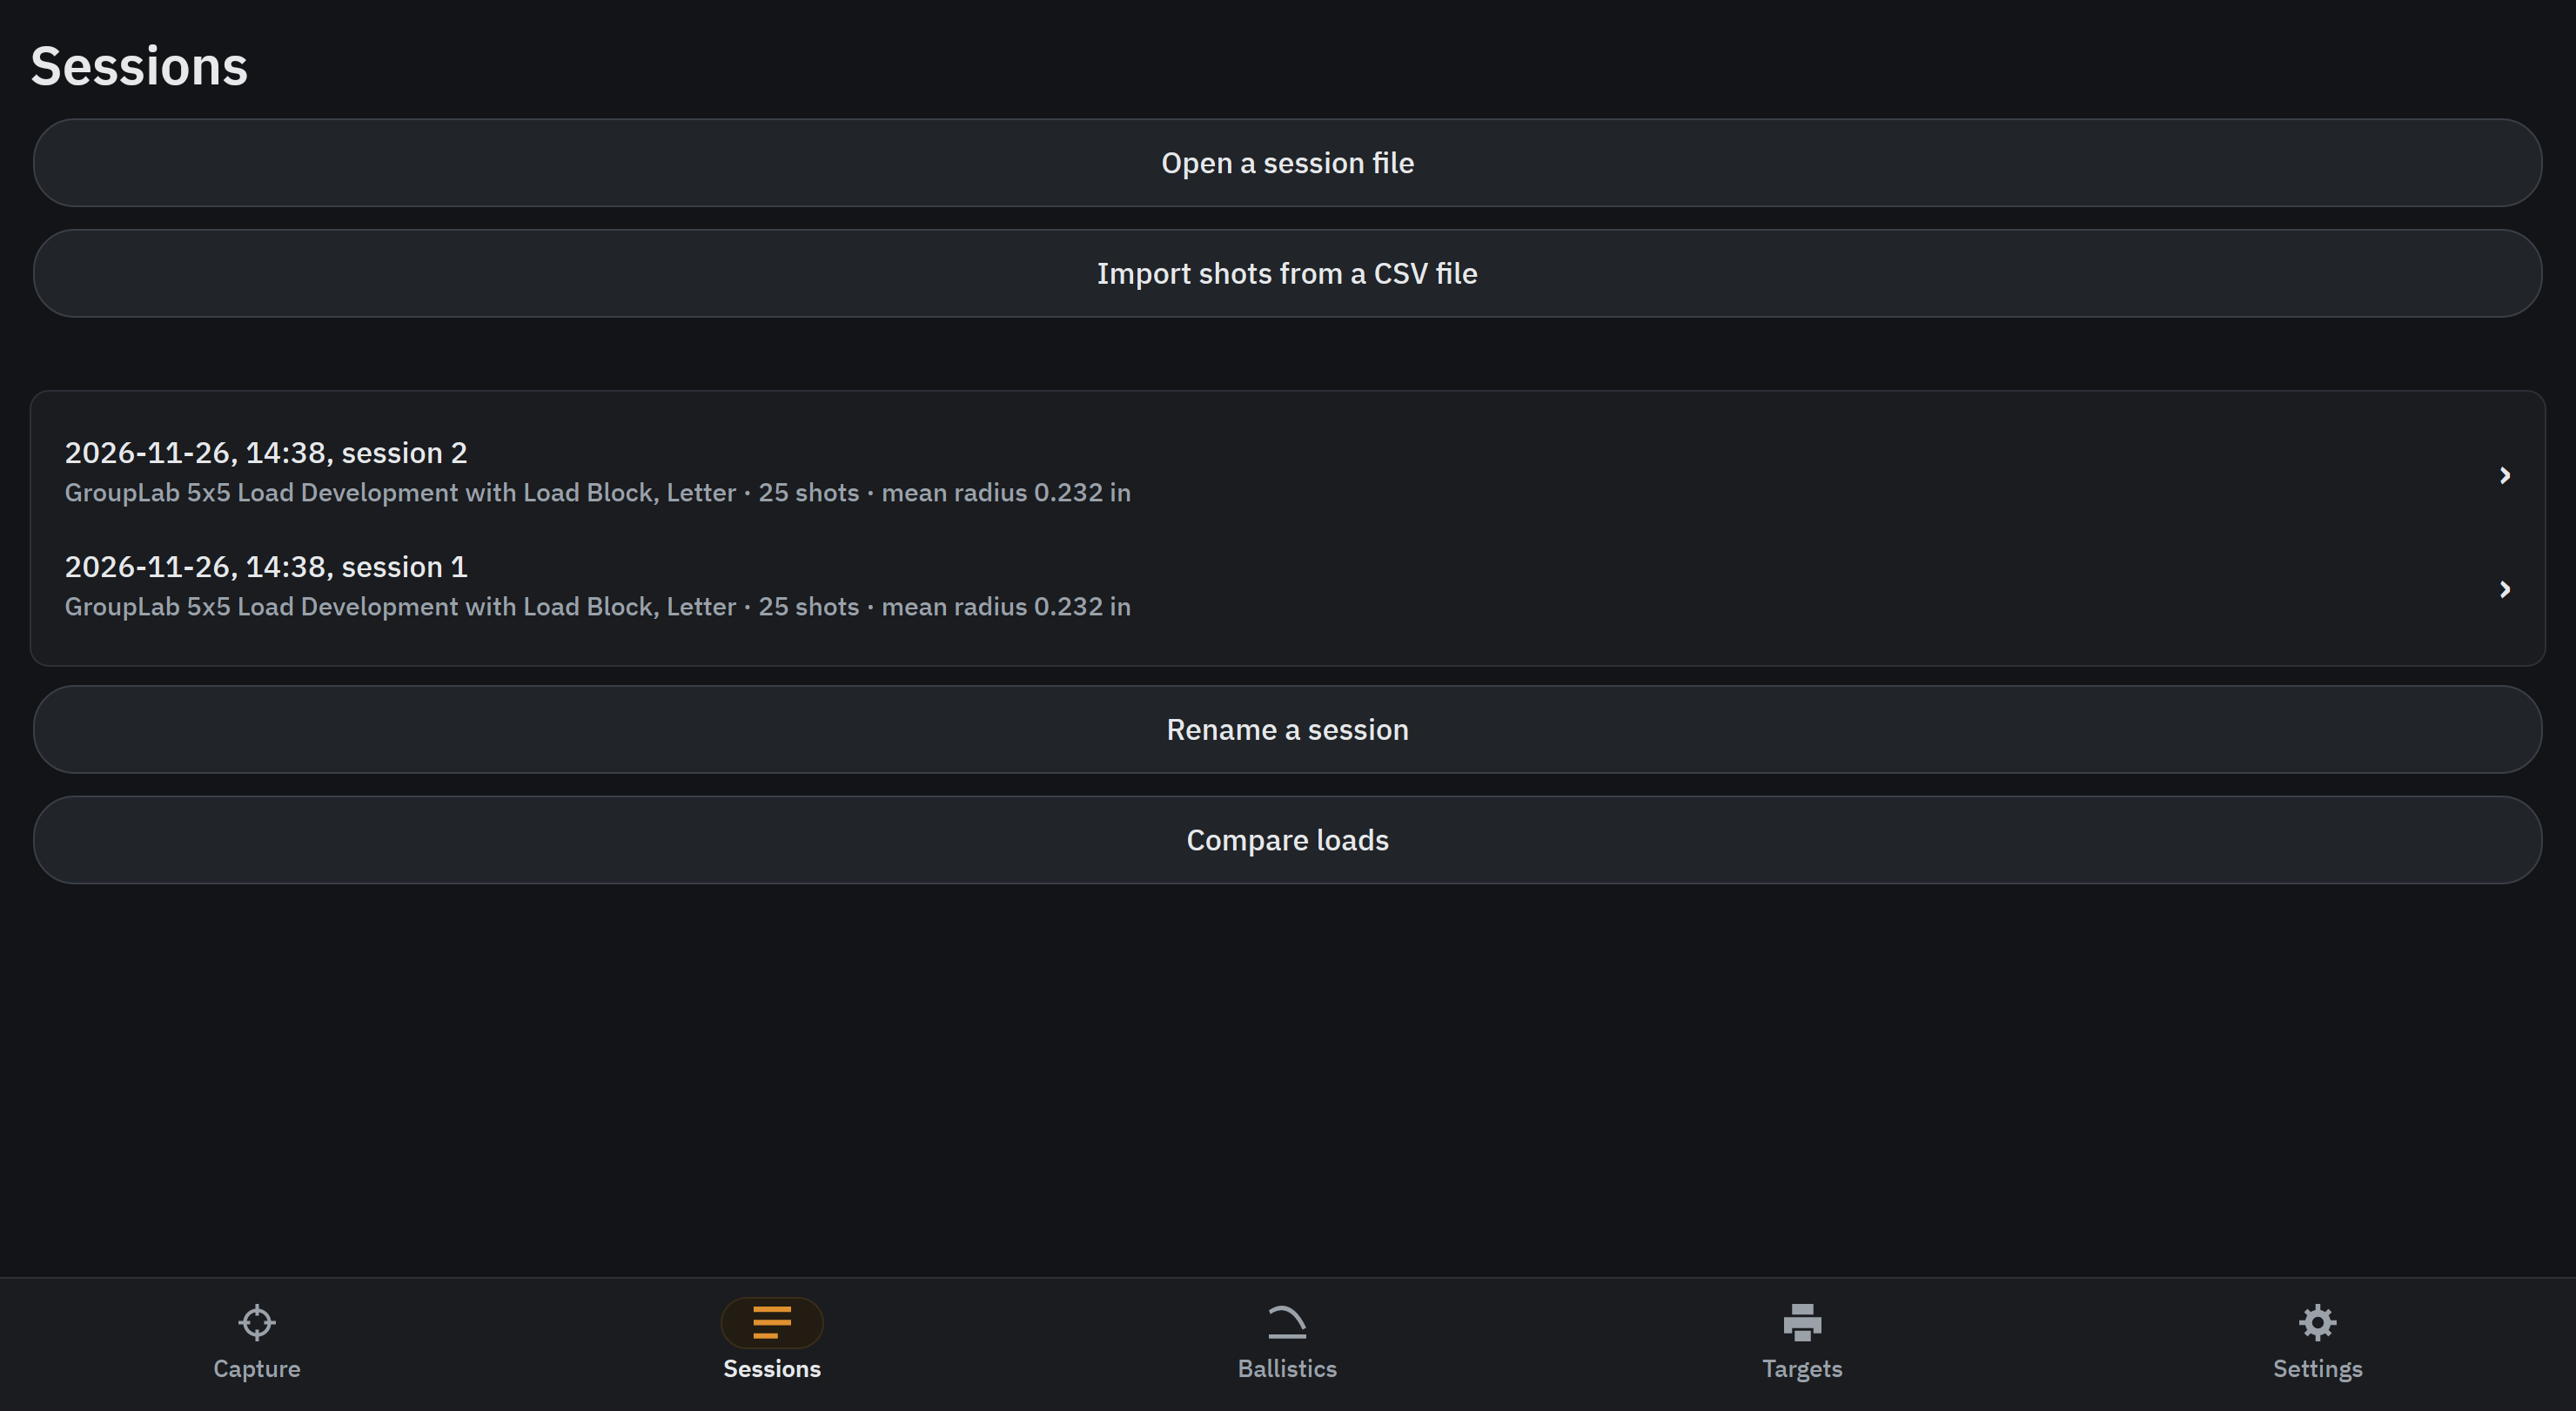 Sessions
Open a session file
Import shots from a CSV file
2026-11-26, 14:38, session 2
GroupLab 5x5 Load Development with Load Block, Letter · 25 shots · mean radius 0.232 in
2026-11-26, 14:38, session 1
GroupLab 5x5 Load Development with Load Block, Letter · 25 shots · mean radius 0.232 in
Rename a session
Compare loads
Capture
Sessions
Ballistics
Targets
Settings